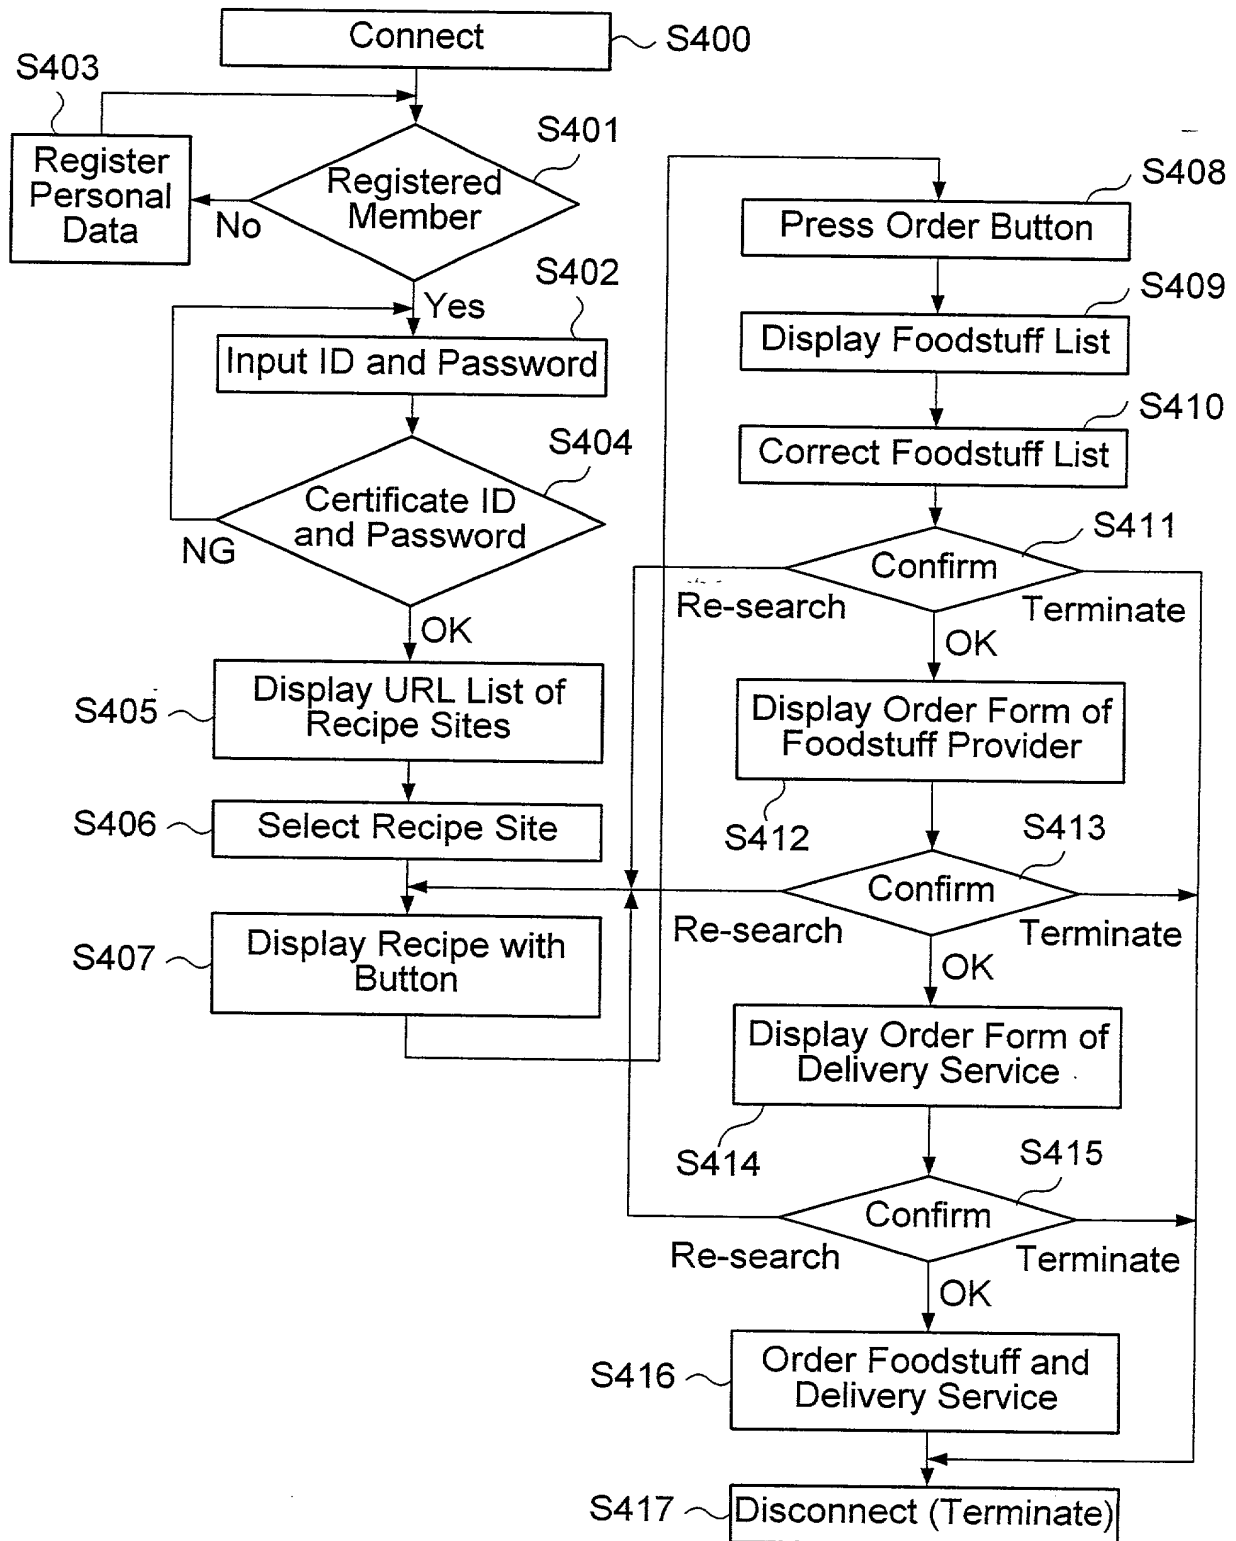 Connect
S400
S403
Register
Personal
Data
S401
Registered
Member
No
Yes
S402
Input ID and Password
S404
Certificate ID
and Password
NG
OK
S405
Display URL List of
Recipe Sites
S406
Select Recipe Site
S407
Display Recipe with
Button
S408
Press Order Button
S409
Display Foodstuff List
S410
Correct Foodstuff List
S411
Confirm
Re-search
Terminate
OK
Display Order Form of
Foodstuff Provider
S412
S413
Confirm
Re-search
Terminate
OK
Display Order Form of
Delivery Service
S414
S415
Confirm
Re-search
Terminate
OK
S416
Order Foodstuff and
Delivery Service
S417
Disconnect (Terminate)